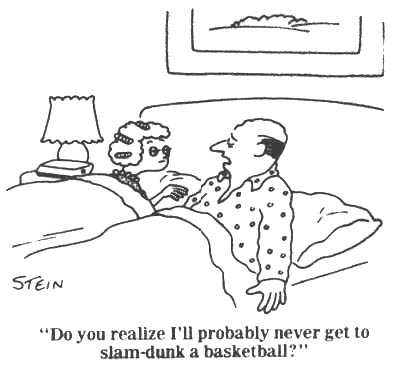 STEIN
"Do you realize I'll probably never get to
slam-dunk a basketball?"